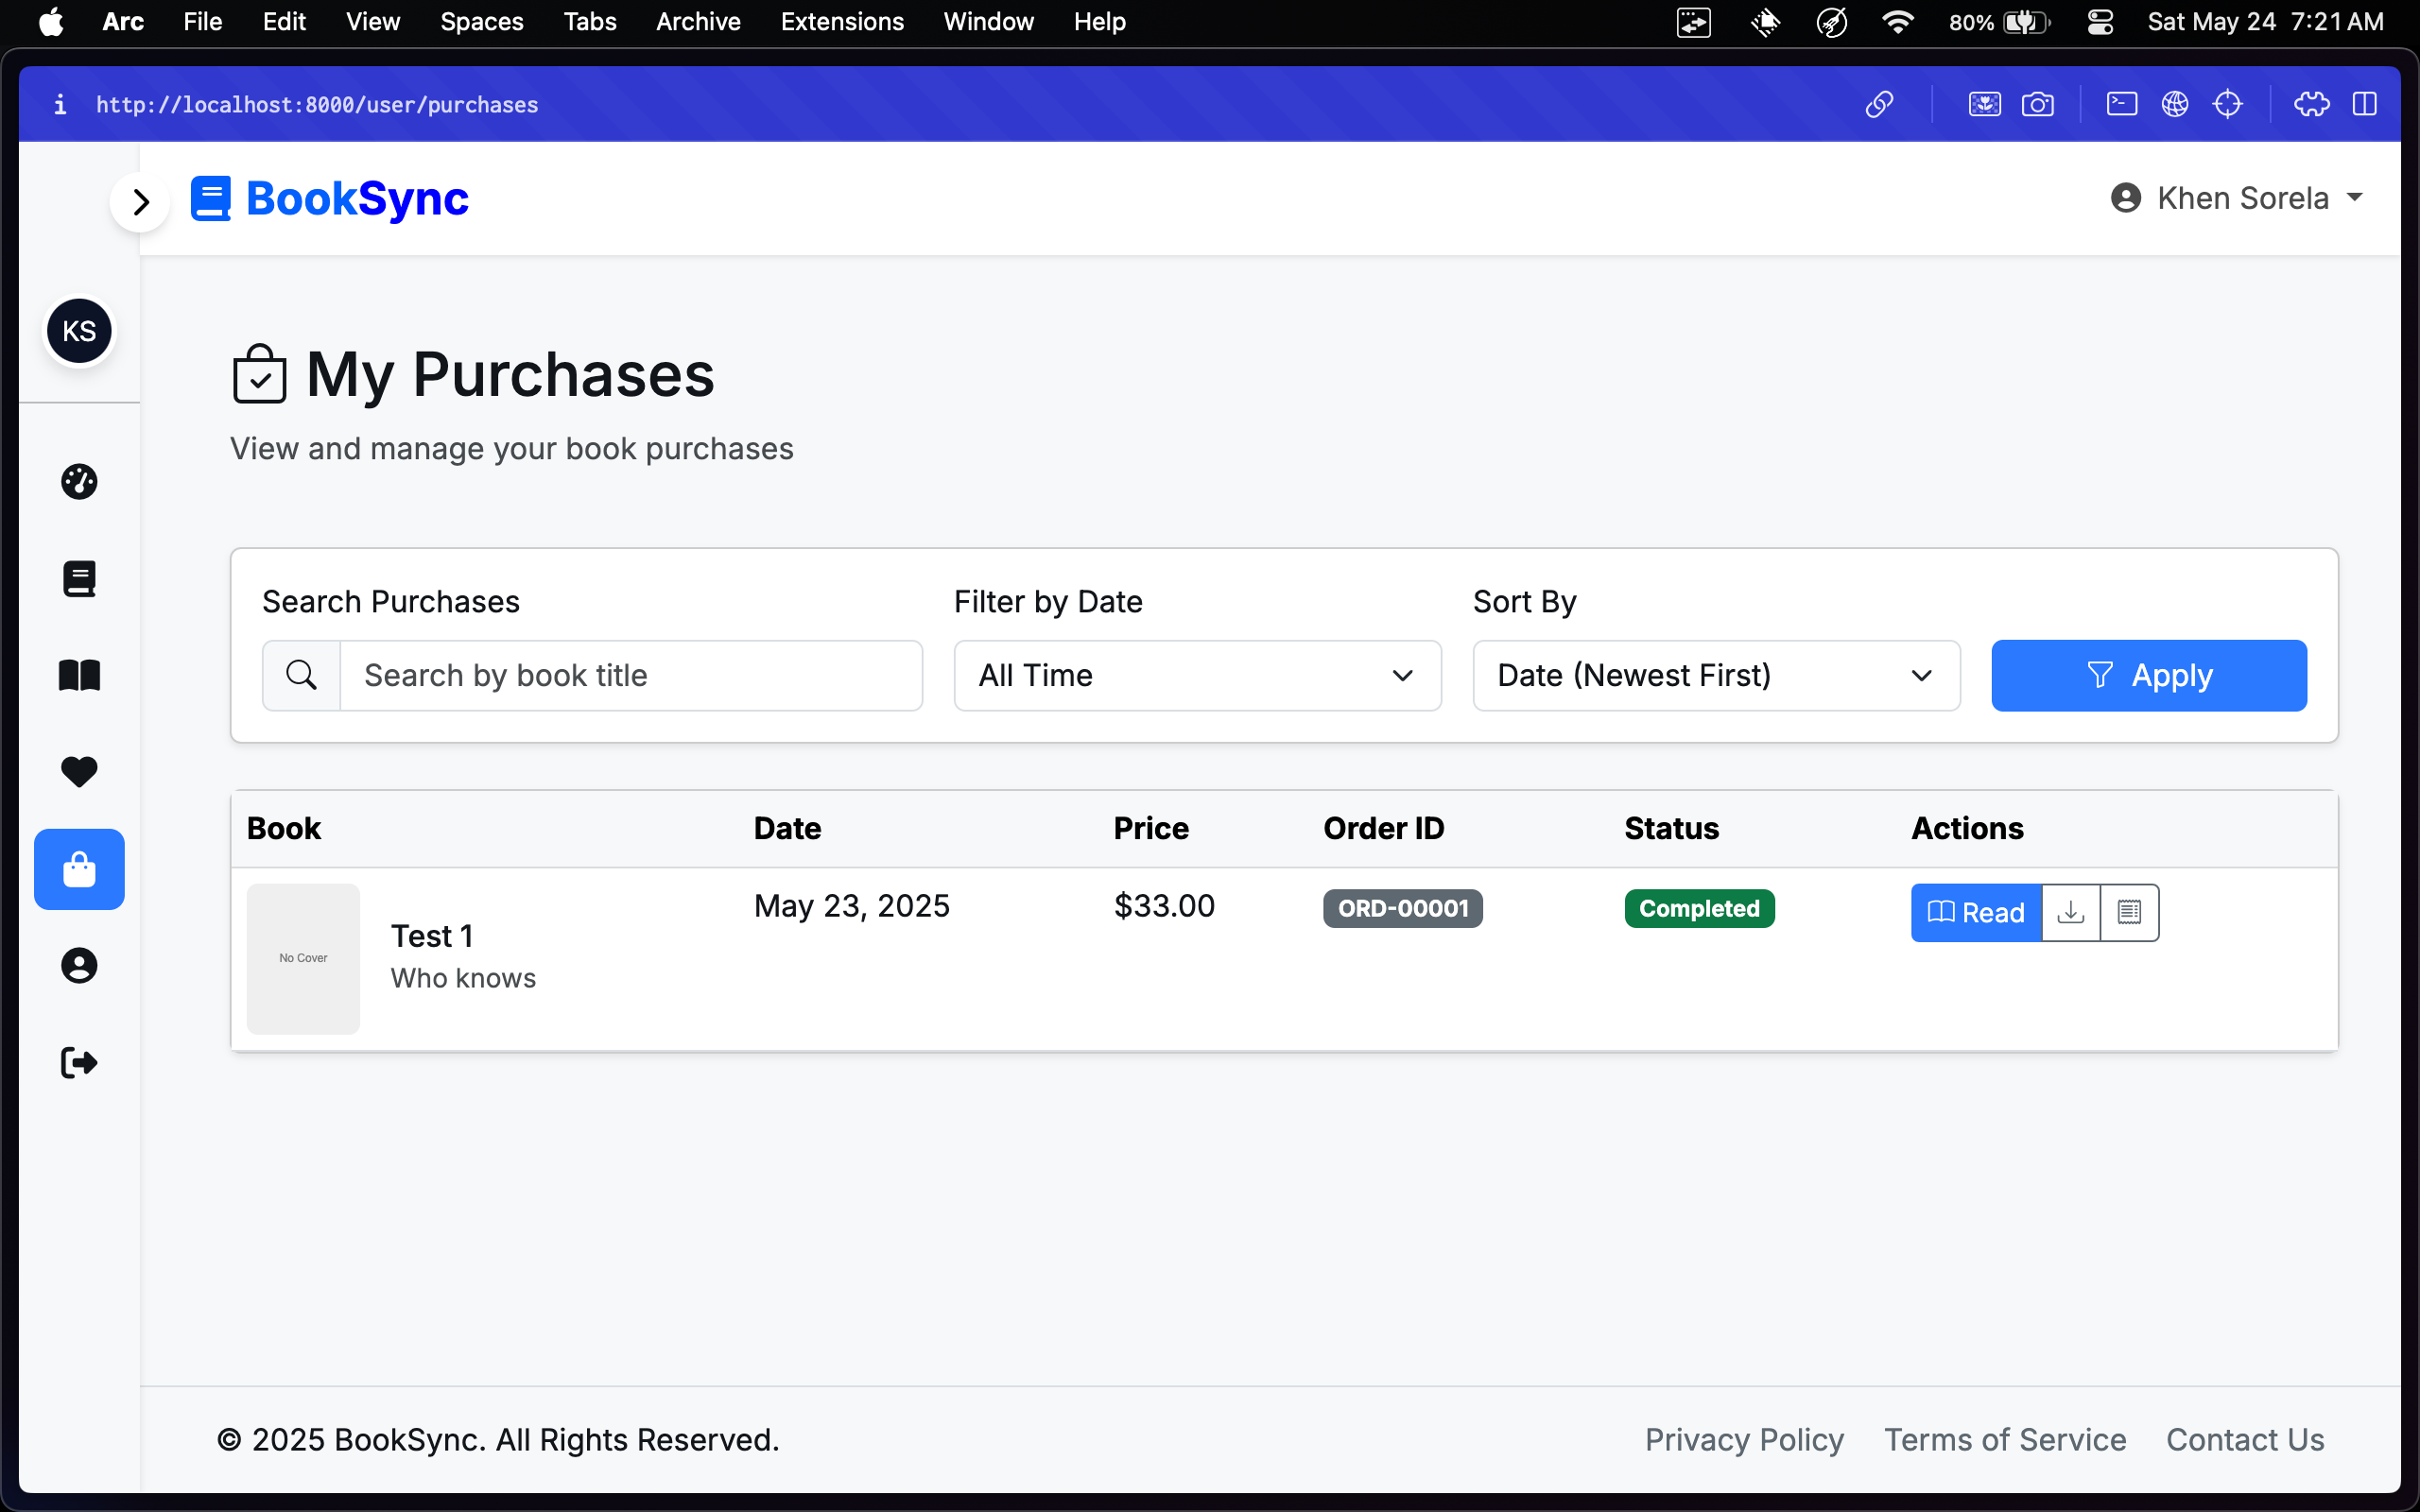 Arc File Edit View Spaces Tabs Archive Extensions Window Help 80% Sat May 24 7:21 AM
http://localhost:8000/user/purchases
BookSync Khen Sorela
KS
My Purchases
View and manage your book purchases
Search Purchases Filter by Date Sort By
Search by book title All Time Date (Newest First) Apply
Book Date Price Order ID Status Actions
No Cover Test 1 May 23, 2025 $33.00 ORD-00001 Completed Read
Who knows
© 2025 BookSync. All Rights Reserved. Privacy Policy Terms of Service Contact Us